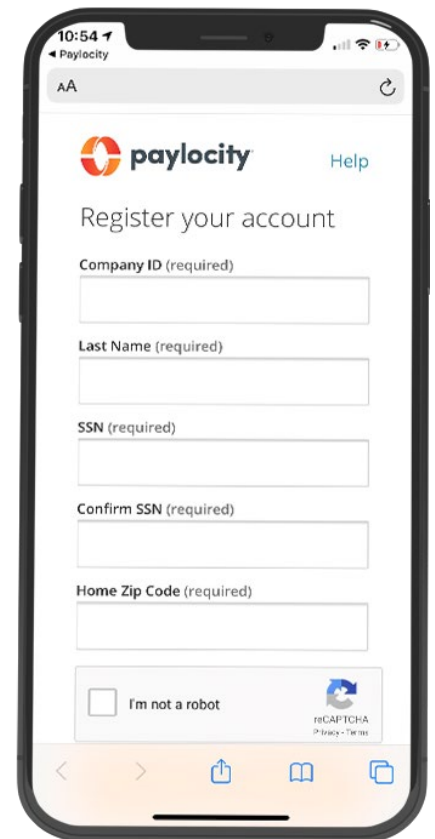 10:54
Paylocity
AA
paylocity
Help
Register your account
Company ID (required)
Last Name (required)
SSN (required)
Confirm SSN (required)
Home Zip Code (required)
I'm not a robot
reCAPTCHA
Privacy - Terms